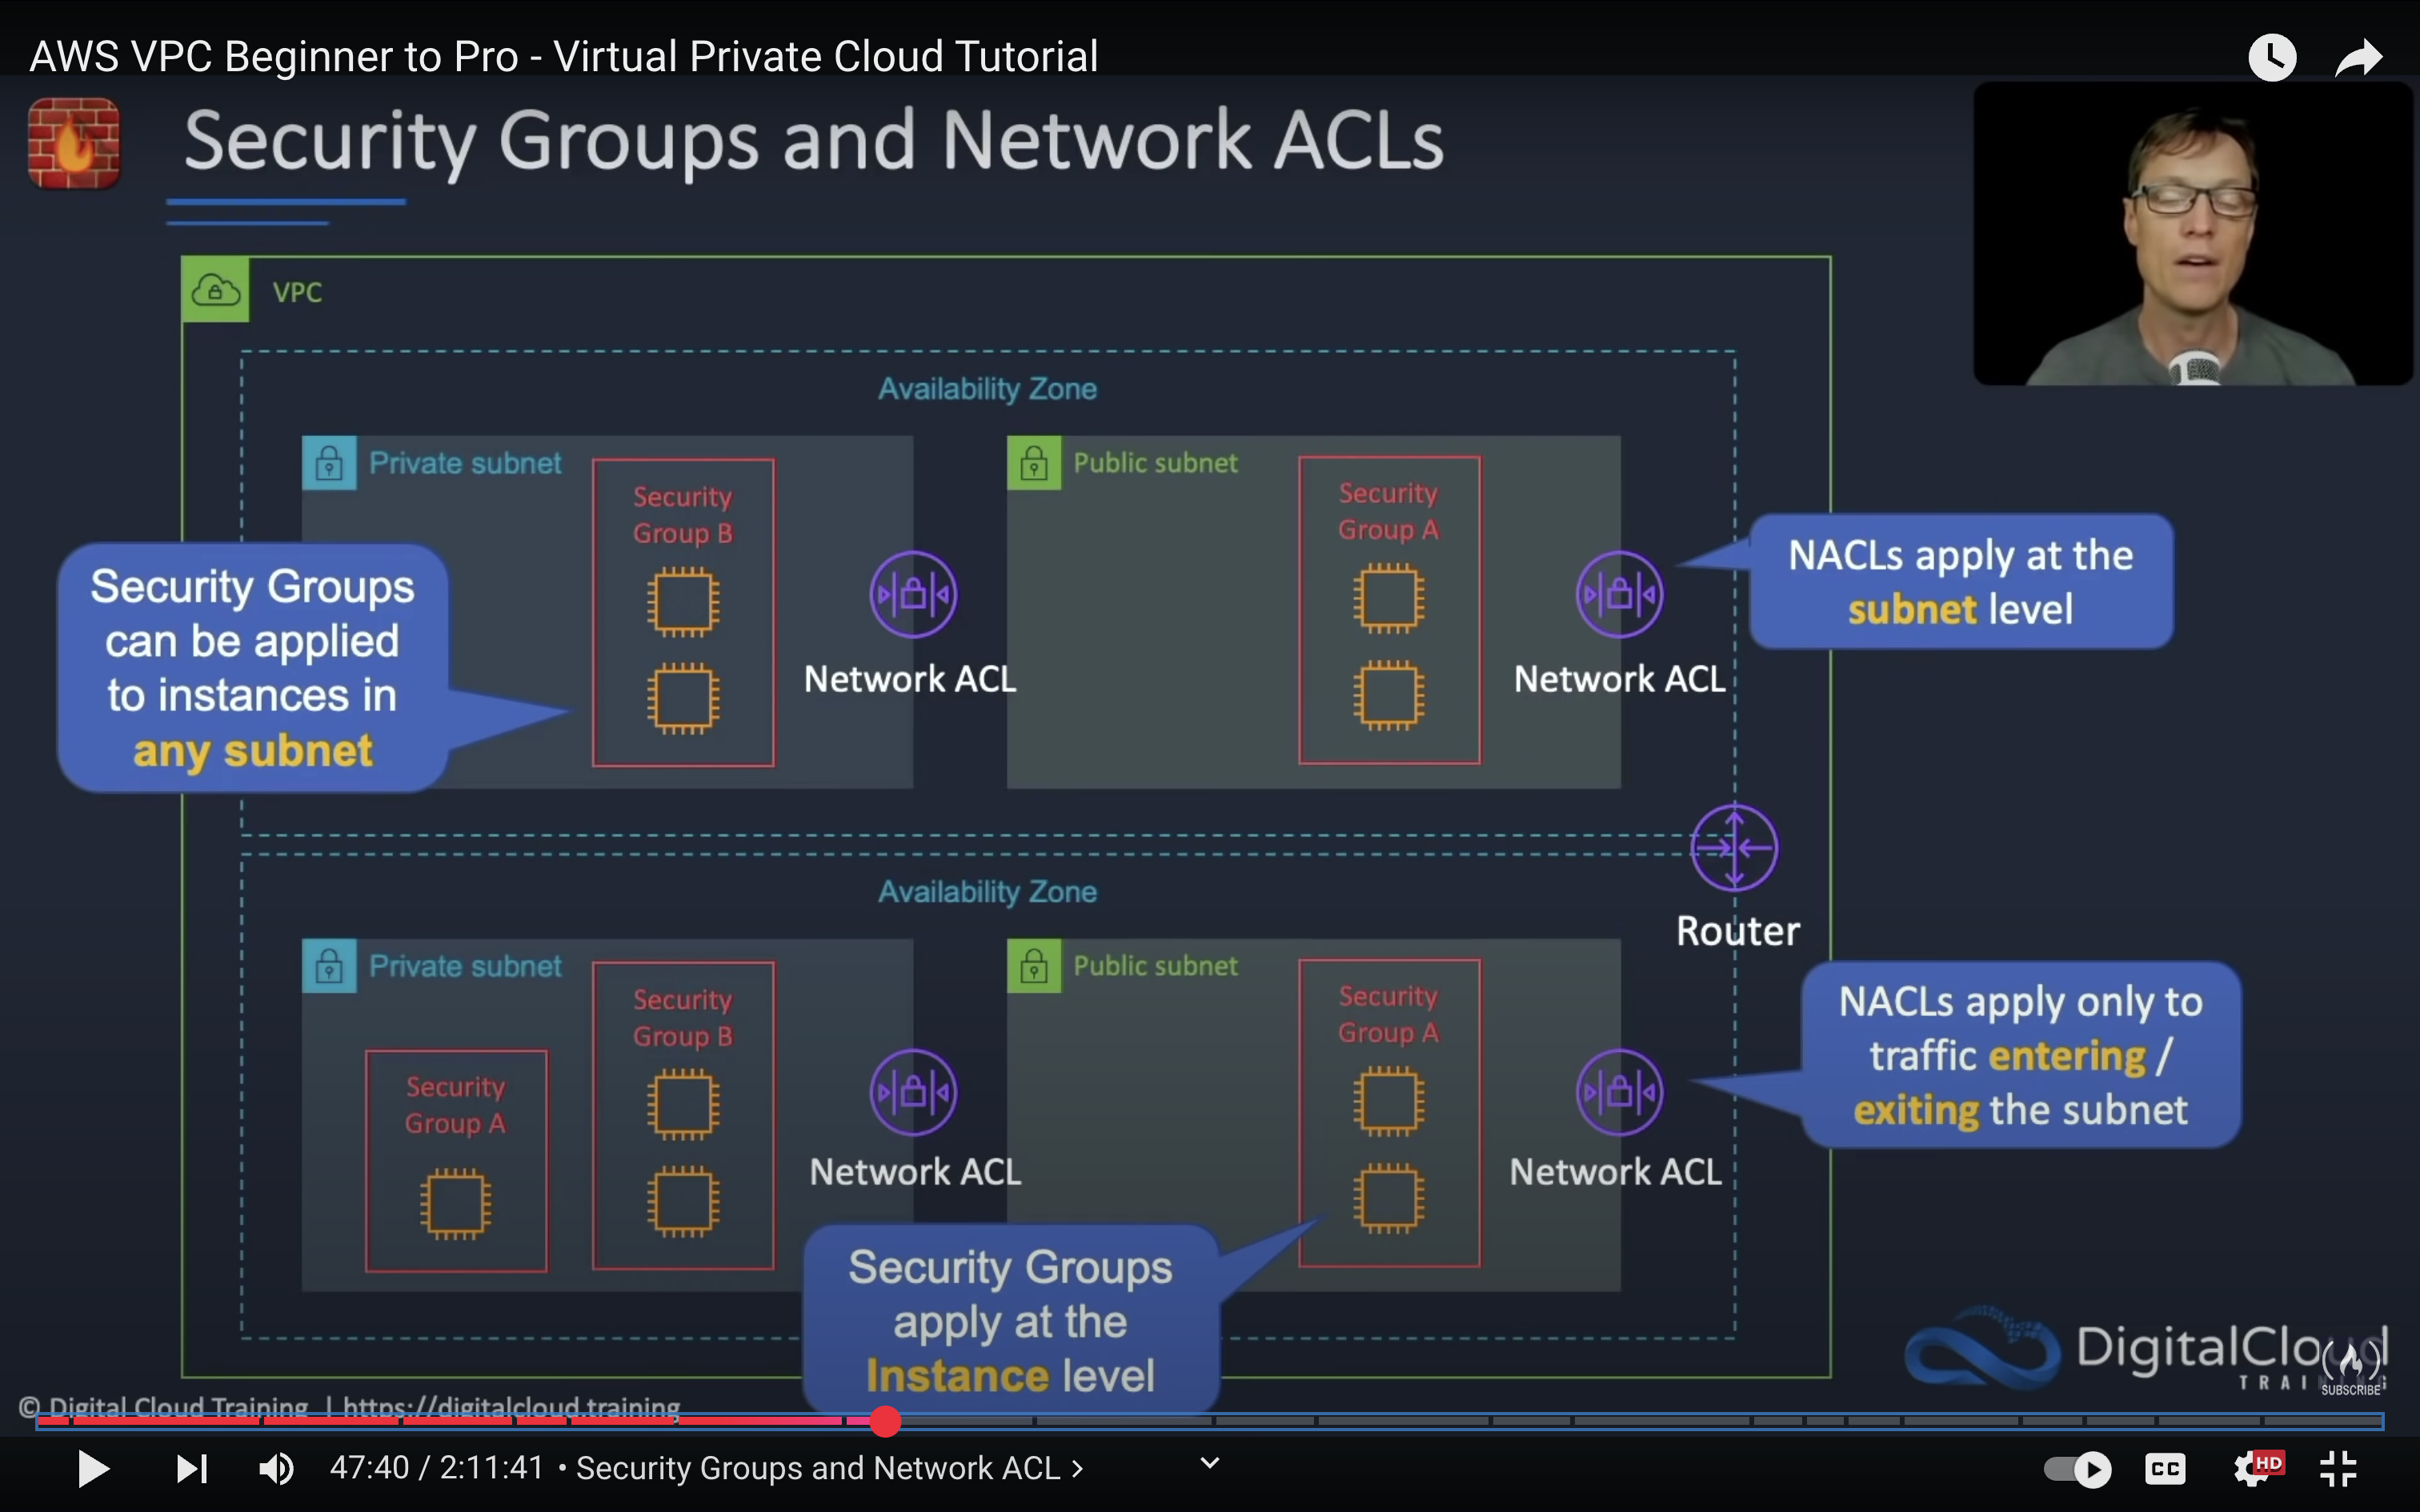 AWS VPC Beginner to Pro - Virtual Private Cloud Tutorial
Security Groups and Network ACLs
VPC
Availability Zone
Private subnet
Security
Group B
Network ACL
Public subnet
Security
Group A
Network ACL
Security Groups
can be applied
to instances in
any subnet
NACLs apply at the
subnet level
Router
Availability Zone
Private subnet
Security
Group A
Security
Group B
Network ACL
Public subnet
Security
Group A
Network ACL
NACLs apply only to
traffic entering /
exiting the subnet
Security Groups
apply at the
Instance level
DigitalCloud
TRAINING
SUBSCRIBE
© Digital Cloud Training | https://digitalcloud.training
47:40 / 2:11:41 • Security Groups and Network ACL >
CC
HD